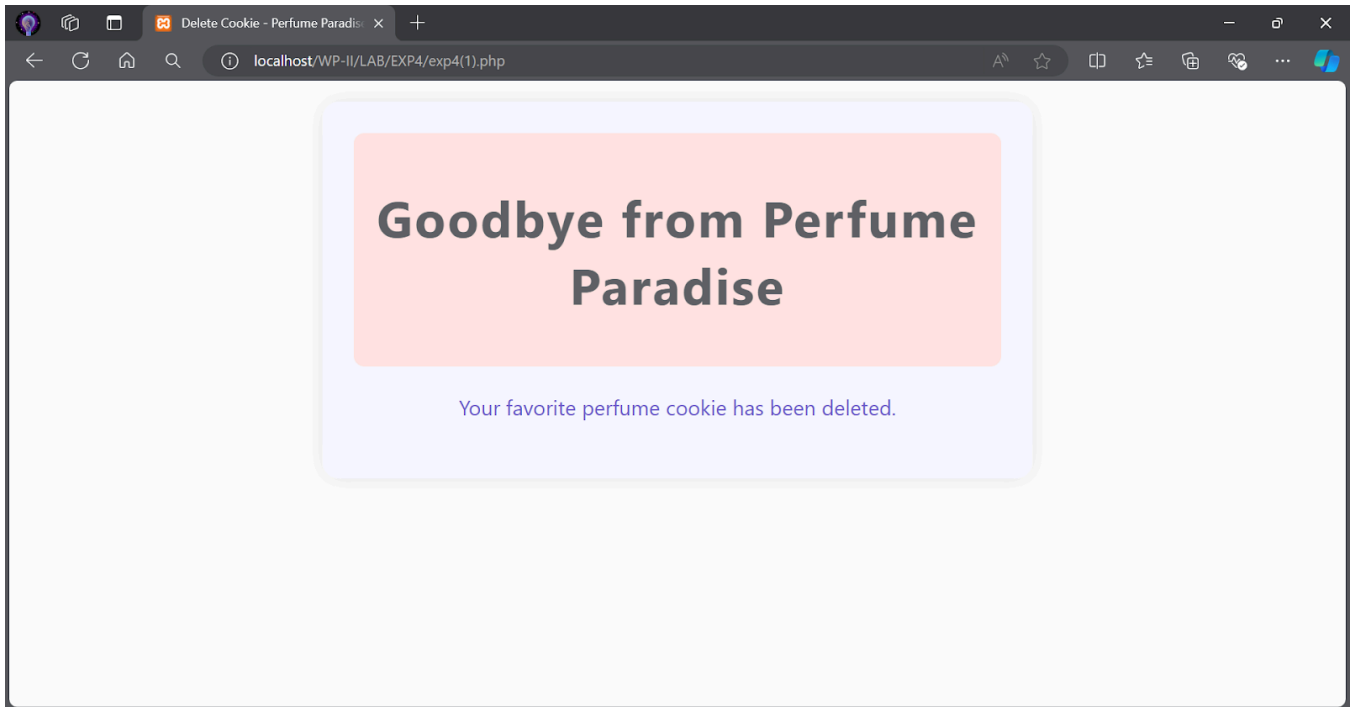 Delete Cookie - Perfume Paradis
localhost/WP-II/LAB/EXP4/exp4(1).php
Goodbye from Perfume
Paradise
Your favorite perfume cookie has been deleted.